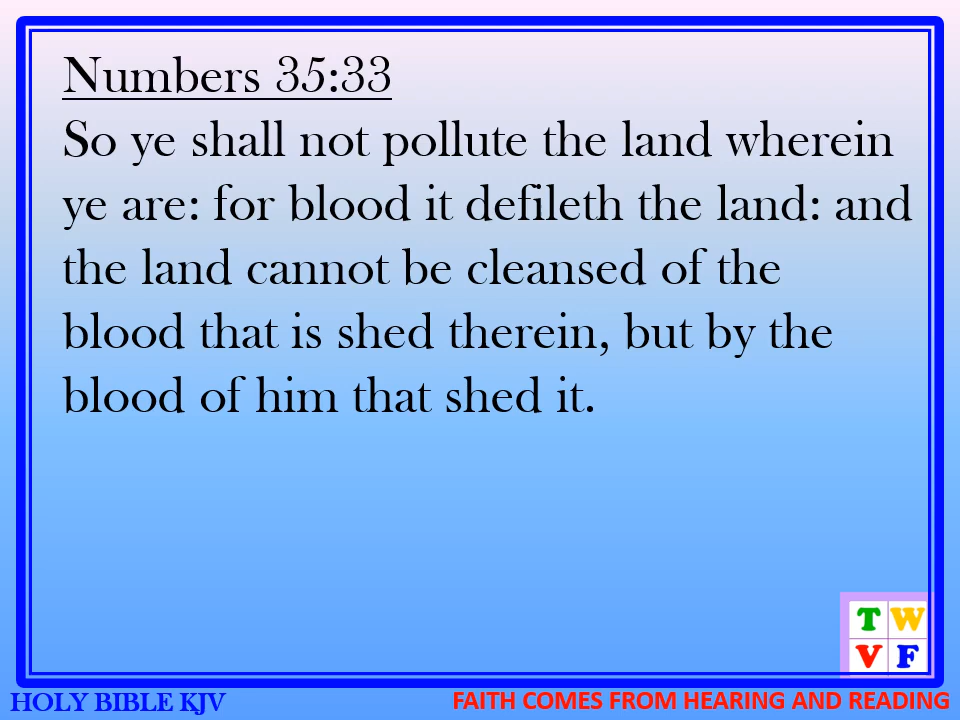 Numbers 35:33
So ye shall not pollute the land wherein
ye are: for blood it defileth the land: and
the land cannot be cleansed of the
blood that is shed therein, but by the
blood of him that shed it.
T W
V F
HOLY BIBLE KJV
FAITH COMES FROM HEARING AND READING